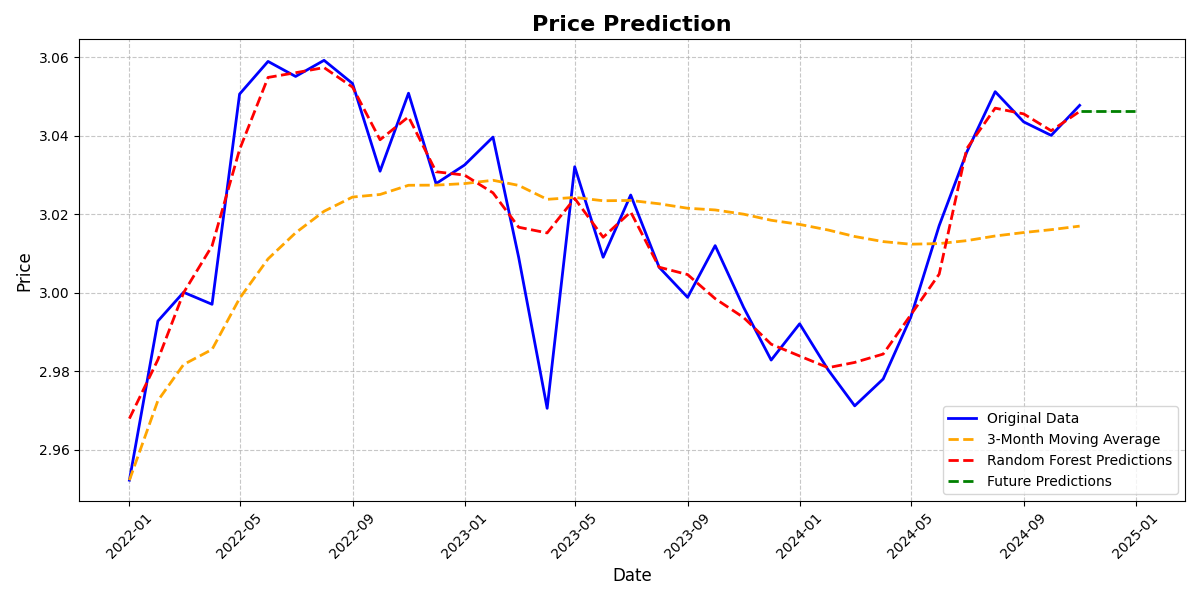 Price Prediction
3.06
3.04
3.02
3.00
2.98
2.96
Price
2022-01
2022-05
2022-09
2023-01
2023-05
2023-09
2024-01
2024-05
2024-09
2025-01
Date
Original Data
3-Month Moving Average
Random Forest Predictions
Future Predictions